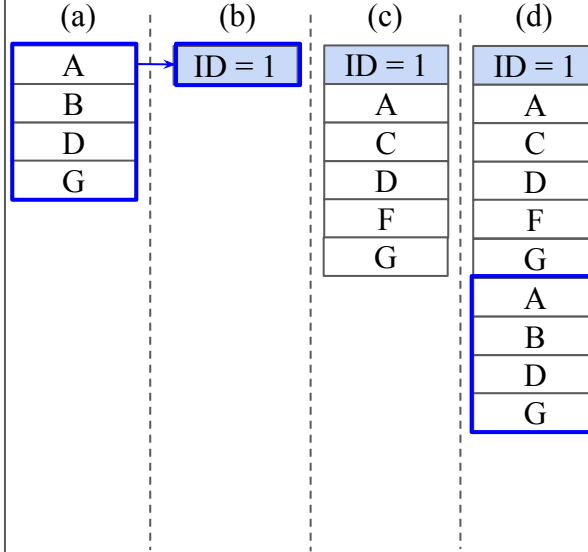 (a) (b) (c) (d)
A ID = 1 ID = 1 ID = 1
B A A
D C C
G D D
F F
G G
A
B
D
G